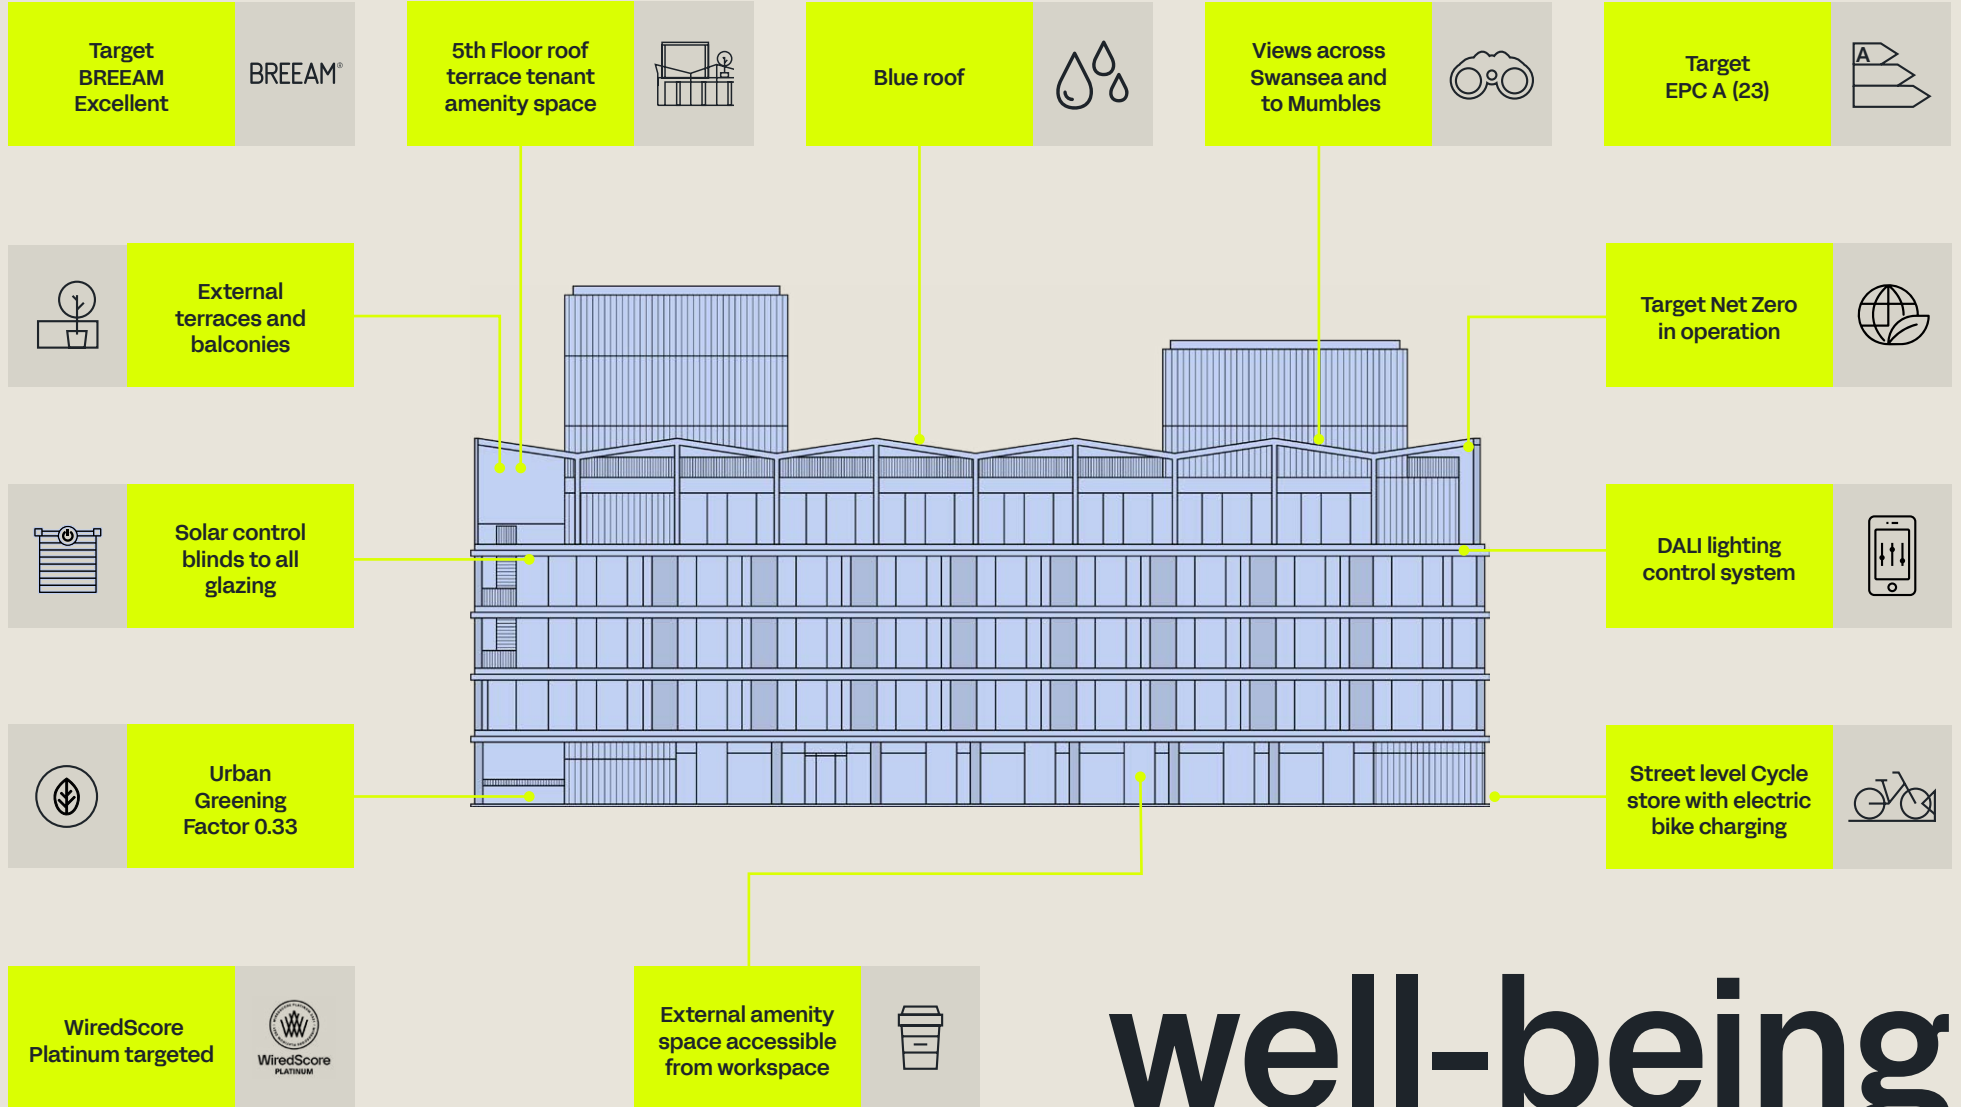 Target
BREEAM
Excellent
BREEAM®
5th Floor roof
terrace tenant
amenity space
Blue roof
Views across
Swansea and
to Mumbles
Target
EPC A (23)
A
External
terraces and
balconies
Target Net Zero
in operation
Solar control
blinds to all
glazing
DALI lighting
control system
Urban
Greening
Factor 0.33
Street level Cycle
store with electric
bike charging
WiredScore
Platinum targeted
WiredScore
PLATINUM
External amenity
space accessible
from workspace
well-being